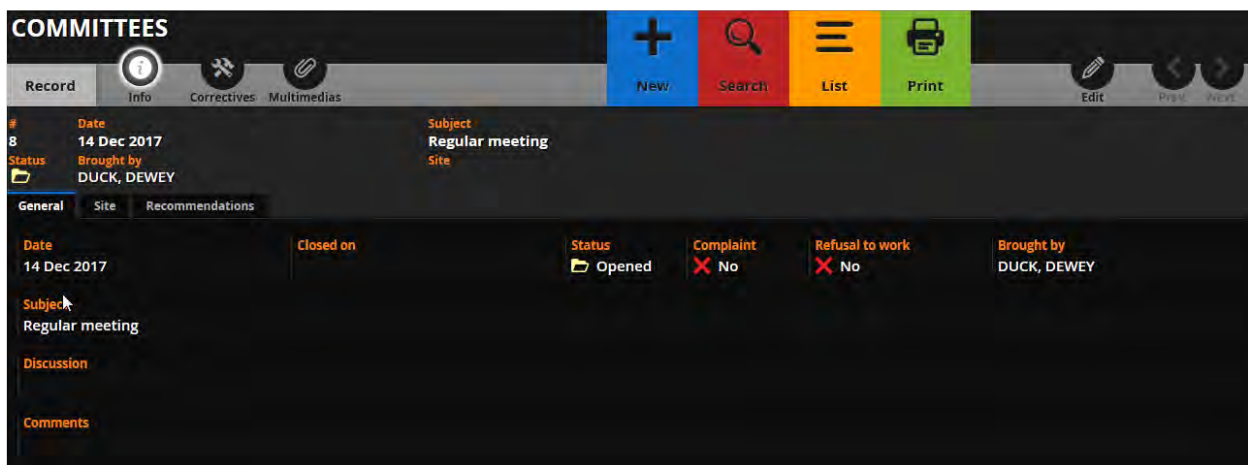 COMMITTEES
New Search List Print
Record Info Correctives Multimedias Edit Prev Next
# Date Subject
8 14 Dec 2017 Regular meeting
Status Brought by Site
DUCK, DEWEY
General Site Recommendations
Date Closed on Status Complaint Refusal to work Brought by
14 Dec 2017 Opened No No DUCK, DEWEY
Subject
Regular meeting
Discussion
Comments